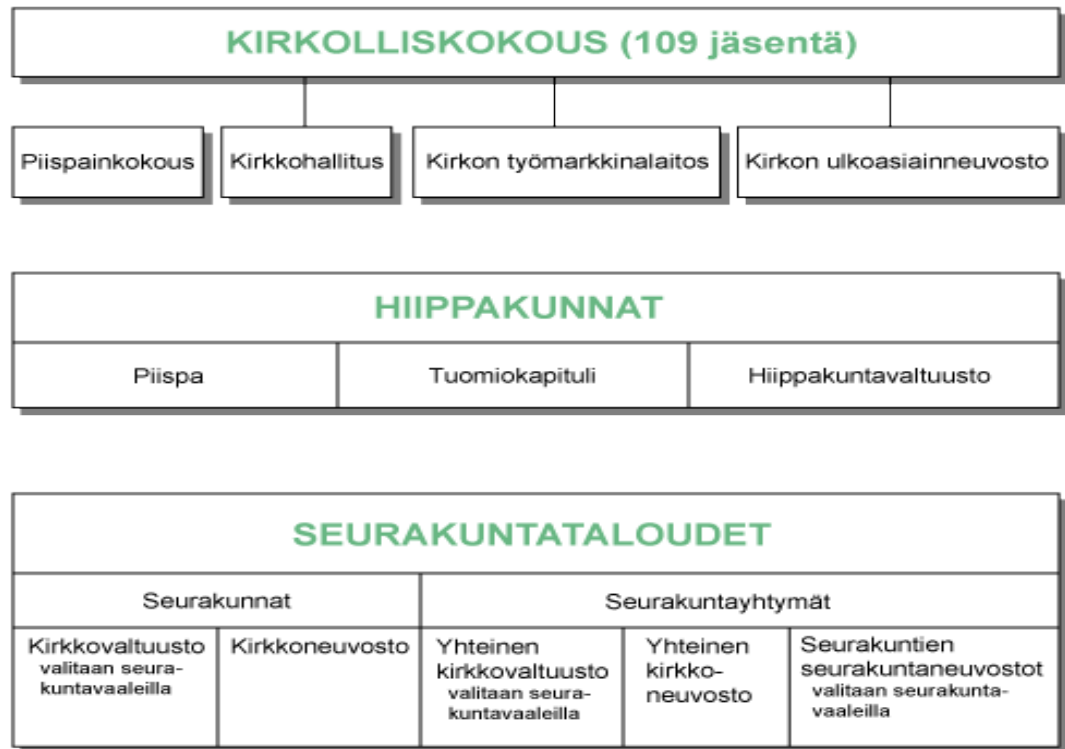 KIRKOLLISKOKOUS (109 jäsentä)
Piispainkokous
Kirkkohallitus
Kirkon työmarkkinalaitos
Kirkon ulkoasiainneuvosto
HIIPPAKUNNAT
Piispa
Tuomiokapituli
Hiippakuntavaltuusto
SEURAKUNTATALOUDET
Seurakunnat
Seurakuntayhtymät
Kirkkovaltuusto
valitaan seura-
kuntavaaleilla
Kirkkoneuvosto
Yhteinen
kirkkovaltuusto
valitaan seura-
kuntavaaleilla
Yhteinen
kirkko-
neuvosto
Seurakuntien
seurakuntaneuvostot
valitaan seurakunta-
vaaleilla